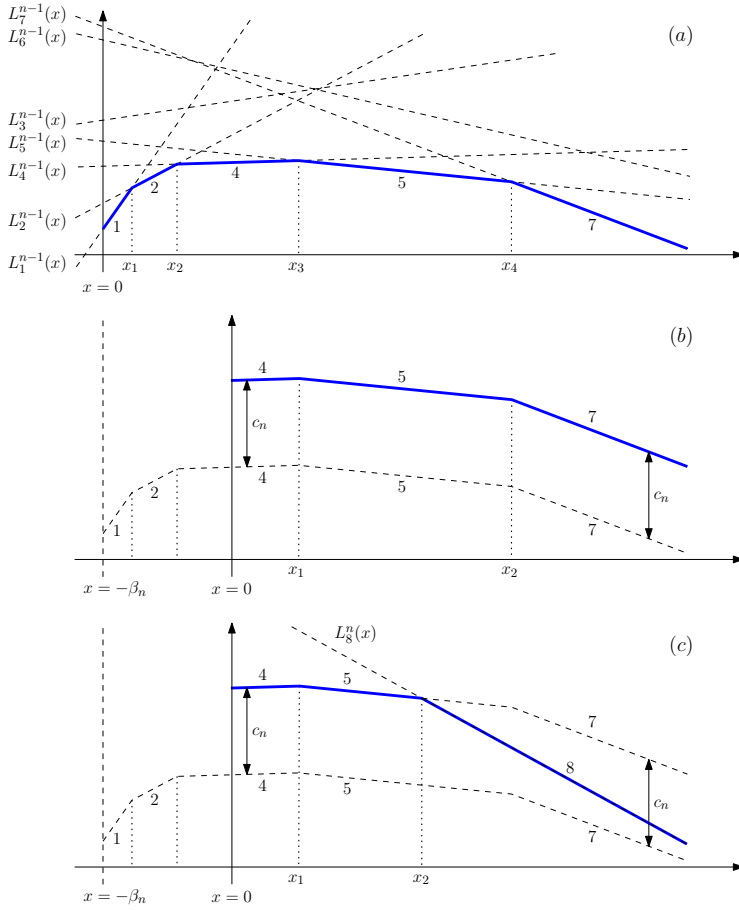 L_7^{n-1}(x)
L_6^{n-1}(x)
(a)
L_3^{n-1}(x)
L_5^{n-1}(x)
L_4^{n-1}(x)
4
2
5
L_2^{n-1}(x)
1
7
L_1^{n-1}(x)
x_1 x_2 x_3 x_4
x = 0
(b)
4
5
7
c_n
2
4
5
c_n
1
7
x_1 x_2
x = −β_n x = 0
L_8^n(x)
(c)
4
5
7
c_n
8
2
4
5
c_n
1
7
x_1 x_2
x = −β_n x = 0